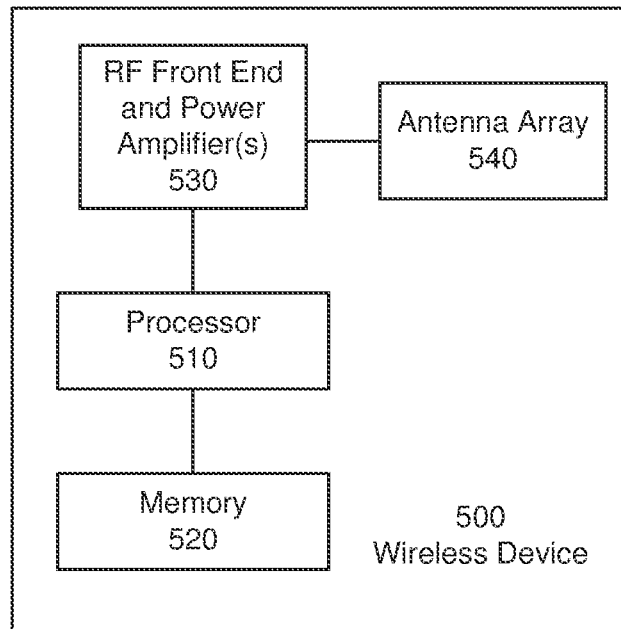 RF Front End
and Power
Amplifier(s)
530
Antenna Array
540
Processor
510
Memory
520
500
Wireless Device